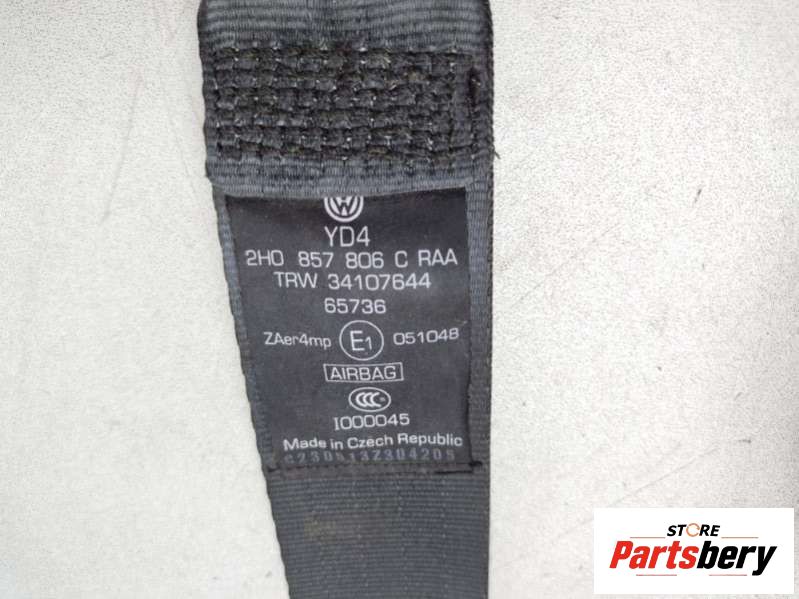 YD4
2H0 857 806 C RAA
TRW 34107644
65736
ZAer4mp E1 051048
AIRBAG
CCC
I000045
Made in Czech Republic
STORE
Partsbery